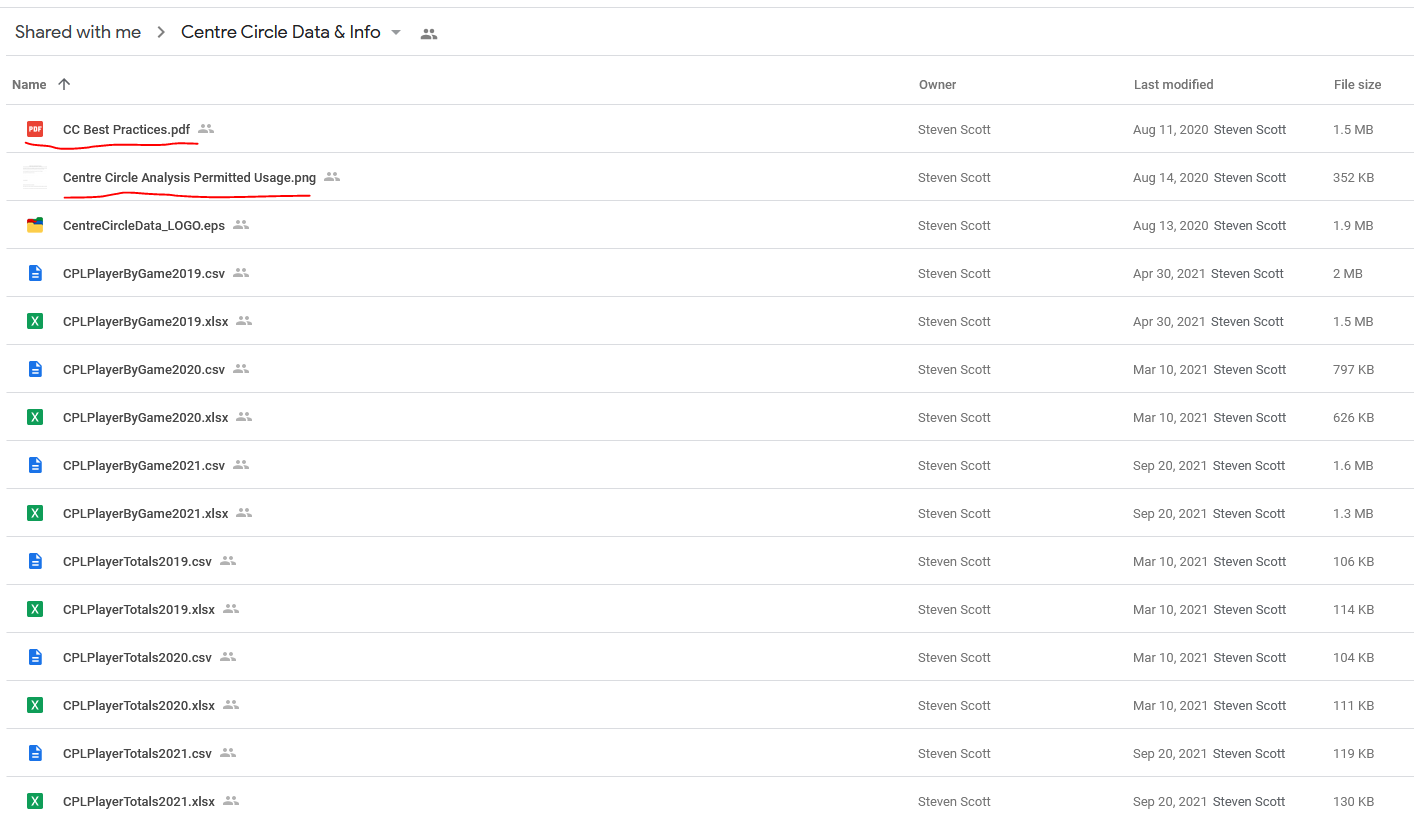 Shared with me > Centre Circle Data & Info
Name Owner Last modified File size
PDF CC Best Practices.pdf Steven Scott Aug 11, 2020 Steven Scott 1.5 MB
Centre Circle Analysis Permitted Usage.png Steven Scott Aug 14, 2020 Steven Scott 352 KB
CentreCircleData_LOGO.eps Steven Scott Aug 13, 2020 Steven Scott 1.9 MB
CPLPlayerByGame2019.csv Steven Scott Apr 30, 2021 Steven Scott 2 MB
X CPLPlayerByGame2019.xlsx Steven Scott Apr 30, 2021 Steven Scott 1.5 MB
CPLPlayerByGame2020.csv Steven Scott Mar 10, 2021 Steven Scott 797 KB
X CPLPlayerByGame2020.xlsx Steven Scott Mar 10, 2021 Steven Scott 626 KB
CPLPlayerByGame2021.csv Steven Scott Sep 20, 2021 Steven Scott 1.6 MB
X CPLPlayerByGame2021.xlsx Steven Scott Sep 20, 2021 Steven Scott 1.3 MB
CPLPlayerTotals2019.csv Steven Scott Mar 10, 2021 Steven Scott 106 KB
X CPLPlayerTotals2019.xlsx Steven Scott Mar 10, 2021 Steven Scott 114 KB
CPLPlayerTotals2020.csv Steven Scott Mar 10, 2021 Steven Scott 104 KB
X CPLPlayerTotals2020.xlsx Steven Scott Mar 10, 2021 Steven Scott 111 KB
CPLPlayerTotals2021.csv Steven Scott Sep 20, 2021 Steven Scott 119 KB
X CPLPlayerTotals2021.xlsx Steven Scott Sep 20, 2021 Steven Scott 130 KB